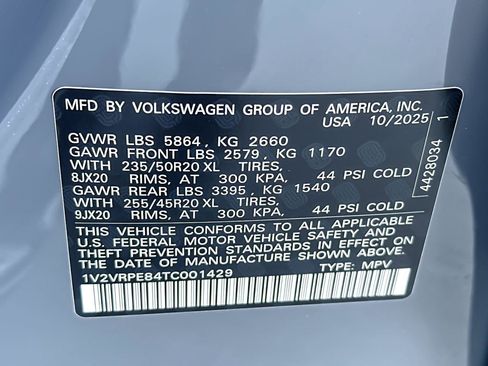 MFD BY VOLKSWAGEN GROUP OF AMERICA, INC.
USA 10/2025
GVWR LBS 5864, KG 2660
GAWR FRONT LBS 2579, KG 1170
WITH 235/50R20 XL TIRES,
8JX20 RIMS, AT 300 KPA, 44 PSI COLD
GAWR REAR LBS 3395, KG 1540
WITH 255/45R20 XL TIRES,
9JX20 RIMS, AT 300 KPA, 44 PSI COLD
THIS VEHICLE CONFORMS TO ALL APPLICABLE
U.S. FEDERAL MOTOR VEHICLE SAFETY AND
THEFT PREVENTION STANDARDS IN EFFECT ON
THE DATE OF MANUFACTURE SHOWN ABOVE.
1V2VRPE84TC001429
TYPE: MPV
4428034 1